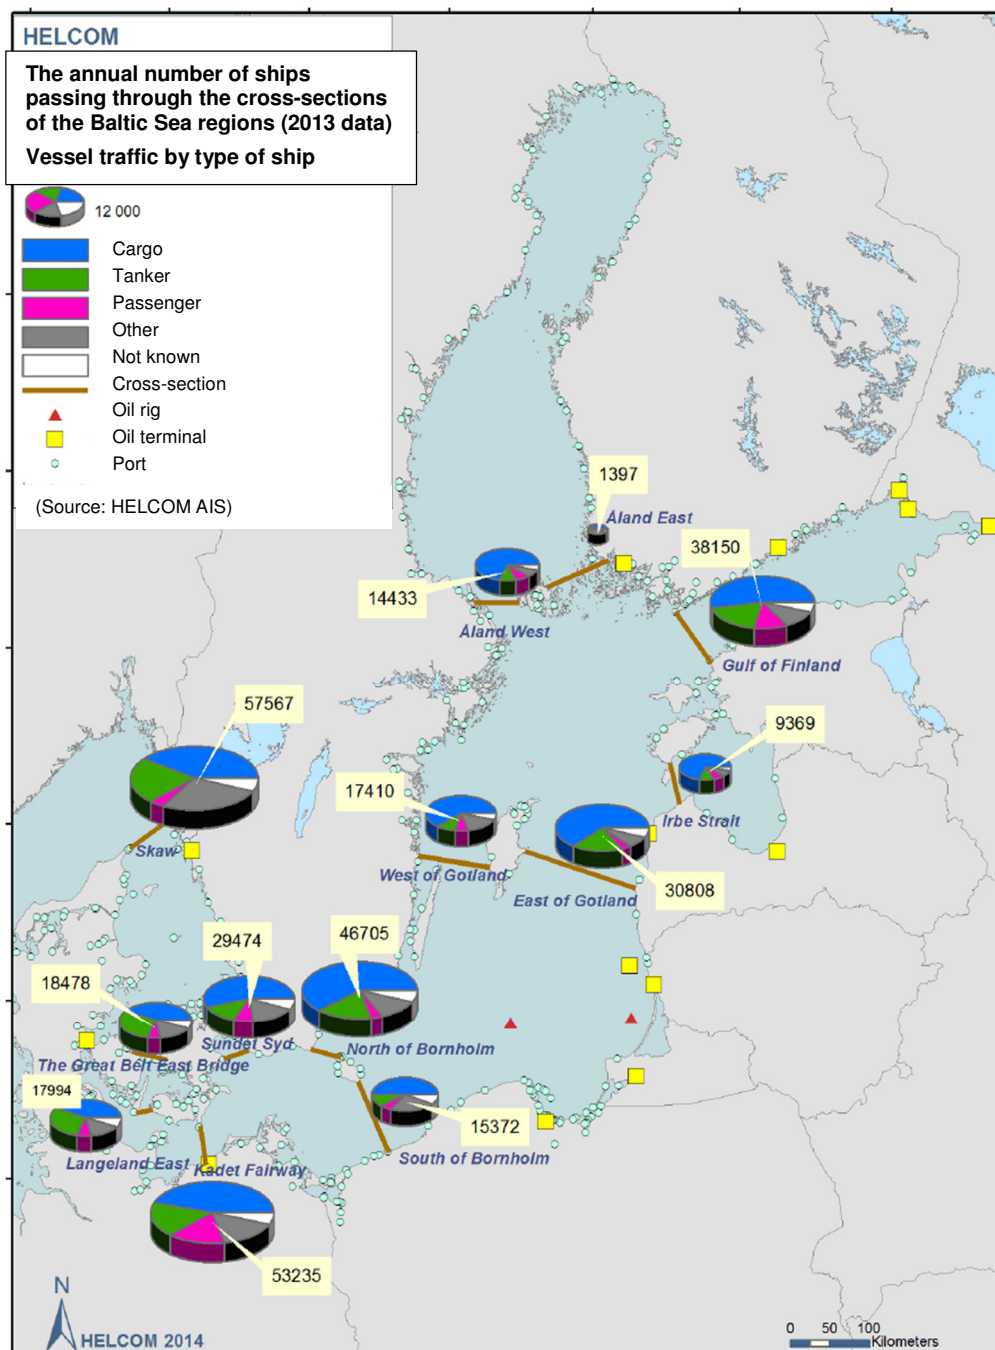 HELCOM
The annual number of ships
passing through the cross-sections
of the Baltic Sea regions (2013 data)
Vessel traffic by type of ship
12 000
Cargo
Tanker
Passenger
Other
Not known
Cross-section
Oil rig
Oil terminal
Port
(Source: HELCOM AIS)
1397
Åland East
38150
14433
Åland West
Gulf of Finland
57567
9369
17410
Irbe Strait
Skaw
West of Gotland
30808
East of Gotland
46705
29474
18478
Sundet Syd
North of Bornholm
The Great Belt East Bridge
17994
15372
Langeland East
Kadet Fairway
South of Bornholm
53235
N
HELCOM 2014
0 50 100
Kilometers